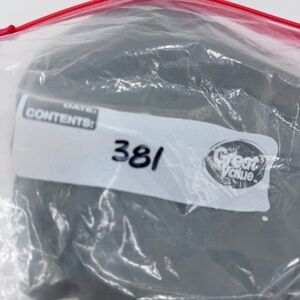 DATE:
CONTENTS:
381
Great
Value